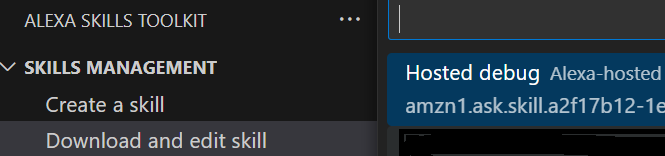 ALEXA SKILLS TOOLKIT ...
SKILLS MANAGEMENT
Create a skill
Download and edit skill
Hosted debug Alexa-hosted
amzn1.ask.skill.a2f17b12-1e